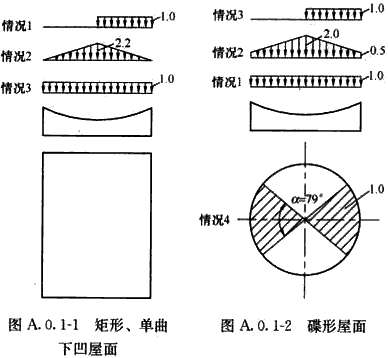 情况1
1.0
情况2
2.2
情况3
1.0
图 A.0.1-1 矩形、单曲
下凹屋面
情况3
1.0
情况2
2.0
0.5
情况1
1.0
情况4
α=79°
1.0
图 A.0.1-2 碟形屋面